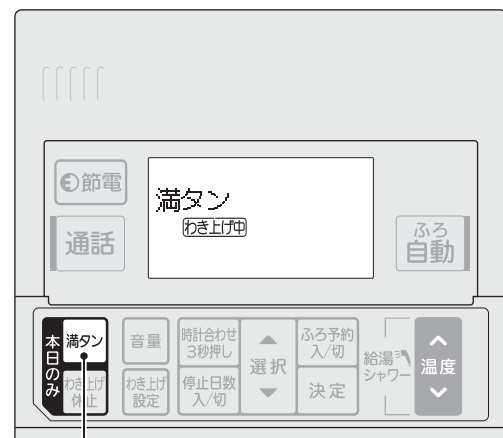 節電
満タン
わき上げ中
通話
ふろ
自動
本日のみ
満タン
わき上げ
休止
音量
わき上げ
設定
時計合わせ
3秒押し
停止日数
入/切
選択
ふろ予約
入/切
決定
給湯
シャワー
温度